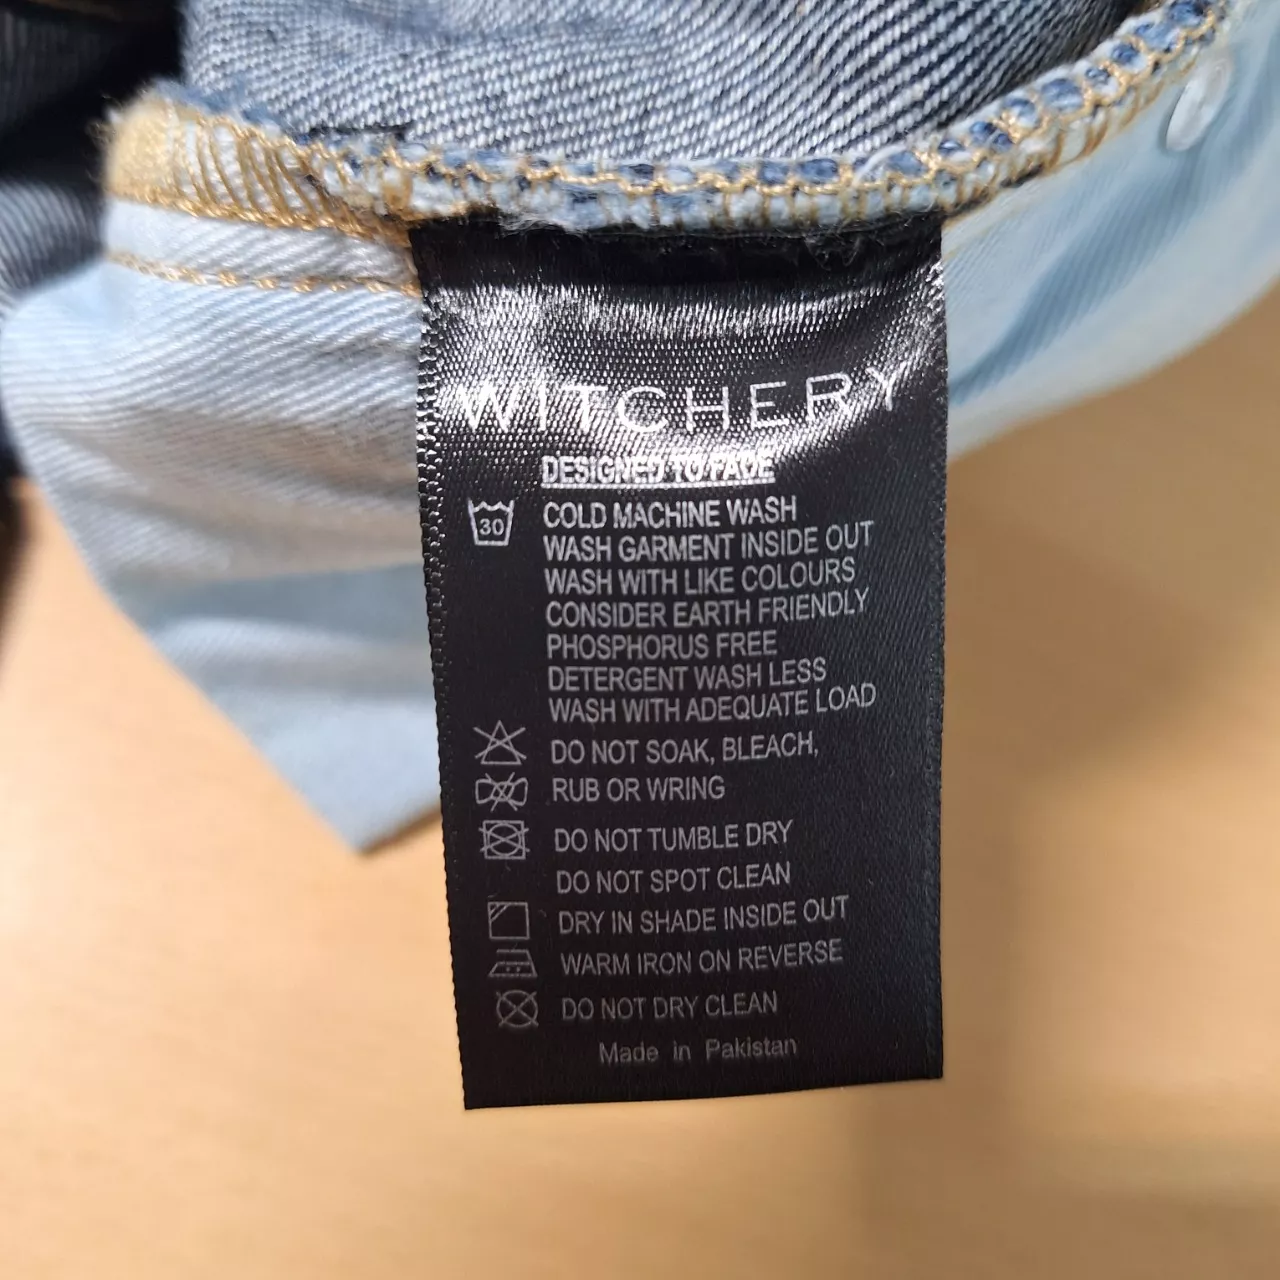 WITCHERY
DESIGNED TO FADE
30
COLD MACHINE WASH
WASH GARMENT INSIDE OUT
WASH WITH LIKE COLOURS
CONSIDER EARTH FRIENDLY
PHOSPHORUS FREE
DETERGENT WASH LESS
WASH WITH ADEQUATE LOAD
DO NOT SOAK, BLEACH,
RUB OR WRING
DO NOT TUMBLE DRY
DO NOT SPOT CLEAN
DRY IN SHADE INSIDE OUT
WARM IRON ON REVERSE
DO NOT DRY CLEAN
Made in Pakistan